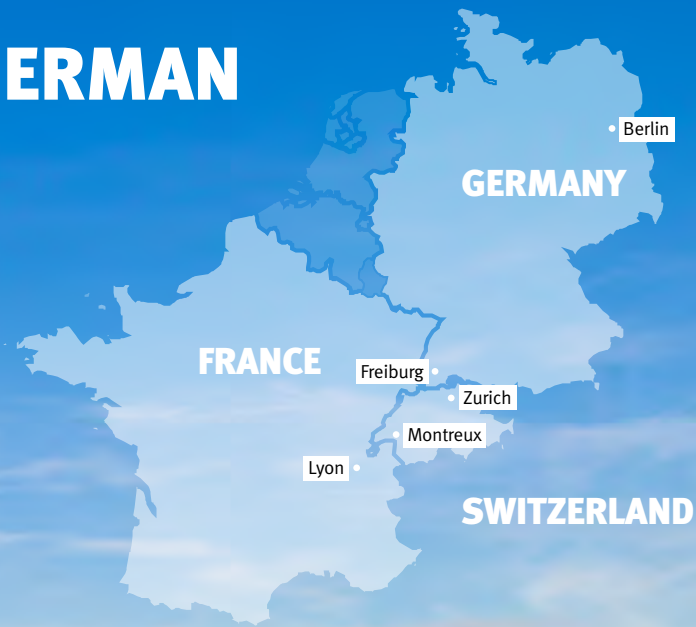 ERMAN
Berlin
GERMANY
FRANCE
Freiburg
Zurich
Montreux
Lyon
SWITZERLAND